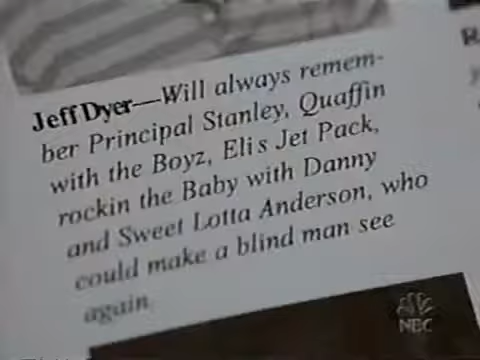 Jeff Dyer—Will always remem-
ber Principal Stanley, Quaffin
with the Boyz, Elis Jet Pack,
rockin the Baby with Danny
and Sweet Lotta Anderson, who
could make a blind man see
again
NBC